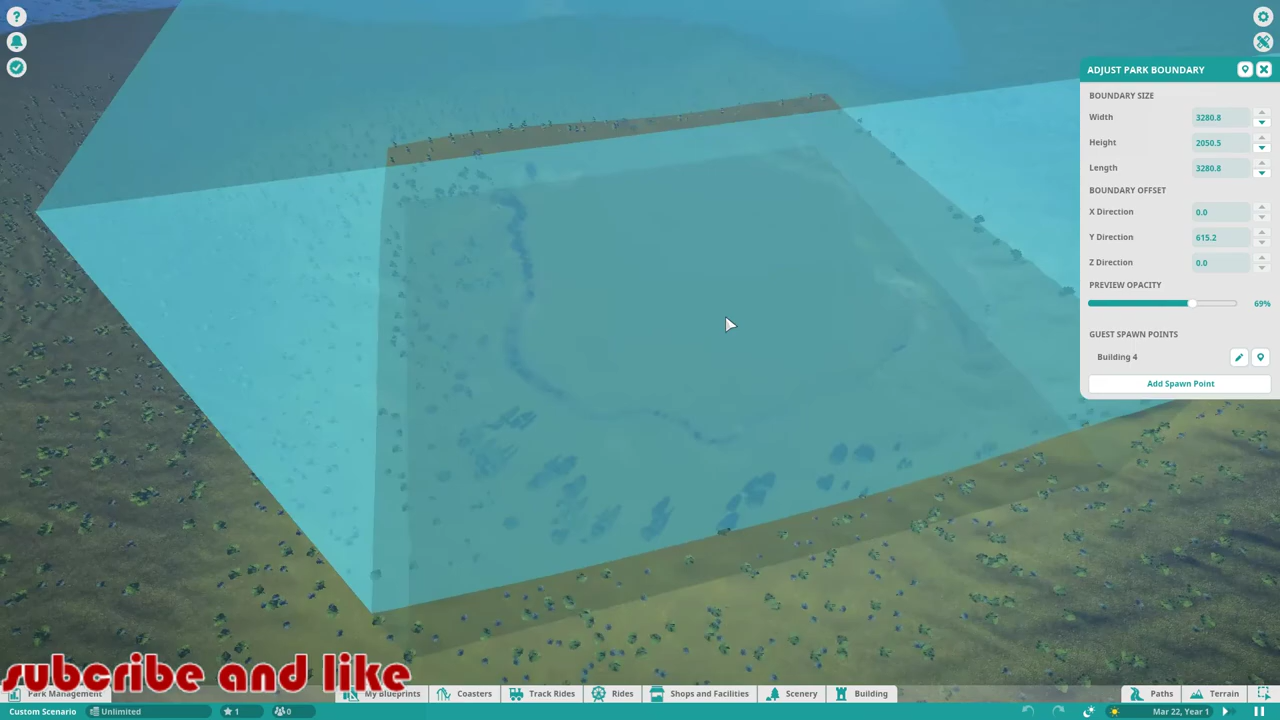 ?
ADJUST PARK BOUNDARY
BOUNDARY SIZE
Width 3280.8
Height 2050.5
Length 3280.8
BOUNDARY OFFSET
X Direction 0.0
Y Direction 615.2
Z Direction 0.0
PREVIEW OPACITY
69%
GUEST SPAWN POINTS
Building 4
Add Spawn Point
subcribe and like
Park Management My Blueprints Coasters Track Rides Rides Shops and Facilities Scenery Building Paths Terrain
Custom Scenario Unlimited 1 0 Mar 22, Year 1